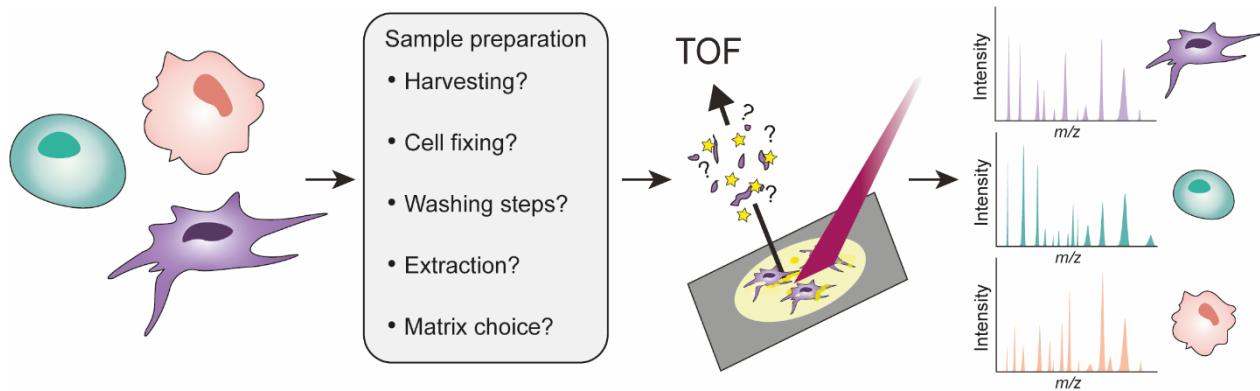 Sample preparation
• Harvesting?
• Cell fixing?
• Washing steps?
• Extraction?
• Matrix choice?
TOF
?
?
?
?
?
Intensity
m/z
Intensity
m/z
Intensity
m/z